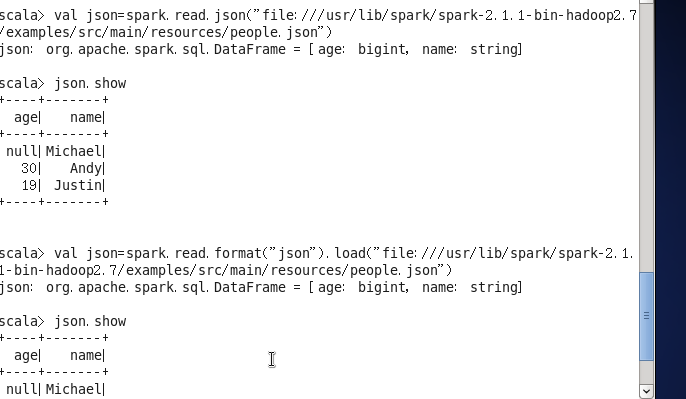 scala> val json=spark.read.json("file:///usr/lib/spark/spark-2.1.1-bin-hadoop2.7
/examples/src/main/resources/people.json")
json: org.apache.spark.sql.DataFrame = [age: bigint, name: string]
scala> json.show
+----+-------+
age| name|
+----+-------+
null|Michael|
30| Andy|
19| Justin|
+----+-------+
scala> val json=spark.read.format("json").load("file:///usr/lib/spark/spark-2.1.
1-bin-hadoop2.7/examples/src/main/resources/people.json")
json: org.apache.spark.sql.DataFrame = [age: bigint, name: string]
scala> json.show
+----+-------+
age| name|
+----+-------+
null|Michael|